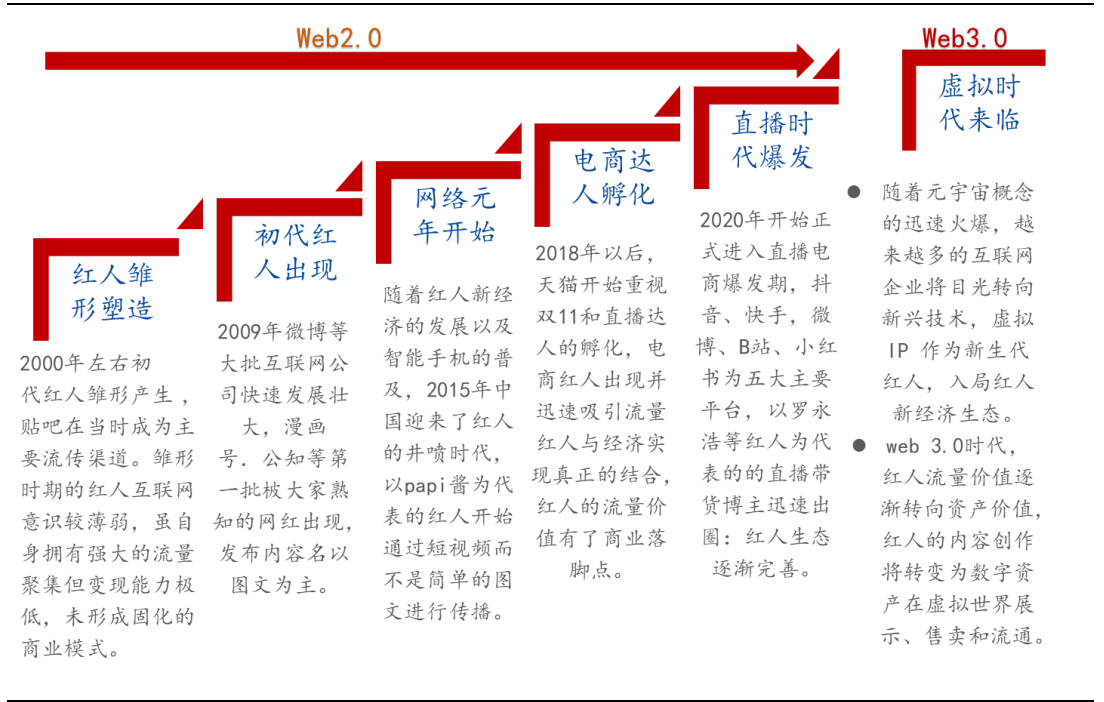 Web2.0
Web3.0
红人雏
形塑造
2000年左右初
代红人雏形产生，
贴吧在当时成为主
要流传渠道。雏形
时期的红人互联网
意识较薄弱，虽自
身拥有强大的流量
聚集但变现能力极
低，未形成固化的
商业模式。
初代红
人出现
2009年微博等
大批互联网公
司快速发展壮
大，漫画
号．公知等第
一批被大家熟
知的网红出现，
发布内容名以
图文为主。
网络元
年开始
随着红人新经
济的发展以及
智能手机的普
及，2015年中
国迎来了红人
的井喷时代，
以papi酱为代
表的红人开始
通过短视频而
不是简单的图
文进行传播。
电商达
人孵化
2018年以后，
天猫开始重视
双11和直播达
人的孵化，电
商红人出现并
迅速吸引流量
红人与经济实
现真正的结合，
红人的流量价
值有了商业落
脚点。
直播时
代爆发
2020年开始正
式进入直播电
商爆发期，抖
音、快手，微
博、B站、小红
书为五大主要
平台，以罗永
浩等红人为代
表的的直播带
货博主迅速出
圈：红人生态
逐渐完善。
虚拟时
代来临
● 随着元宇宙概念
的迅速火爆，越
来越多的互联网
企业将目光转向
新兴技术，虚拟
IP 作为新生代
红人，入局红人
新经济生态。
● web 3.0时代，
红人流量价值逐
渐转向资产价值，
红人的内容创作
将转变为数字资
产在虚拟世界展
示、售卖和流通。